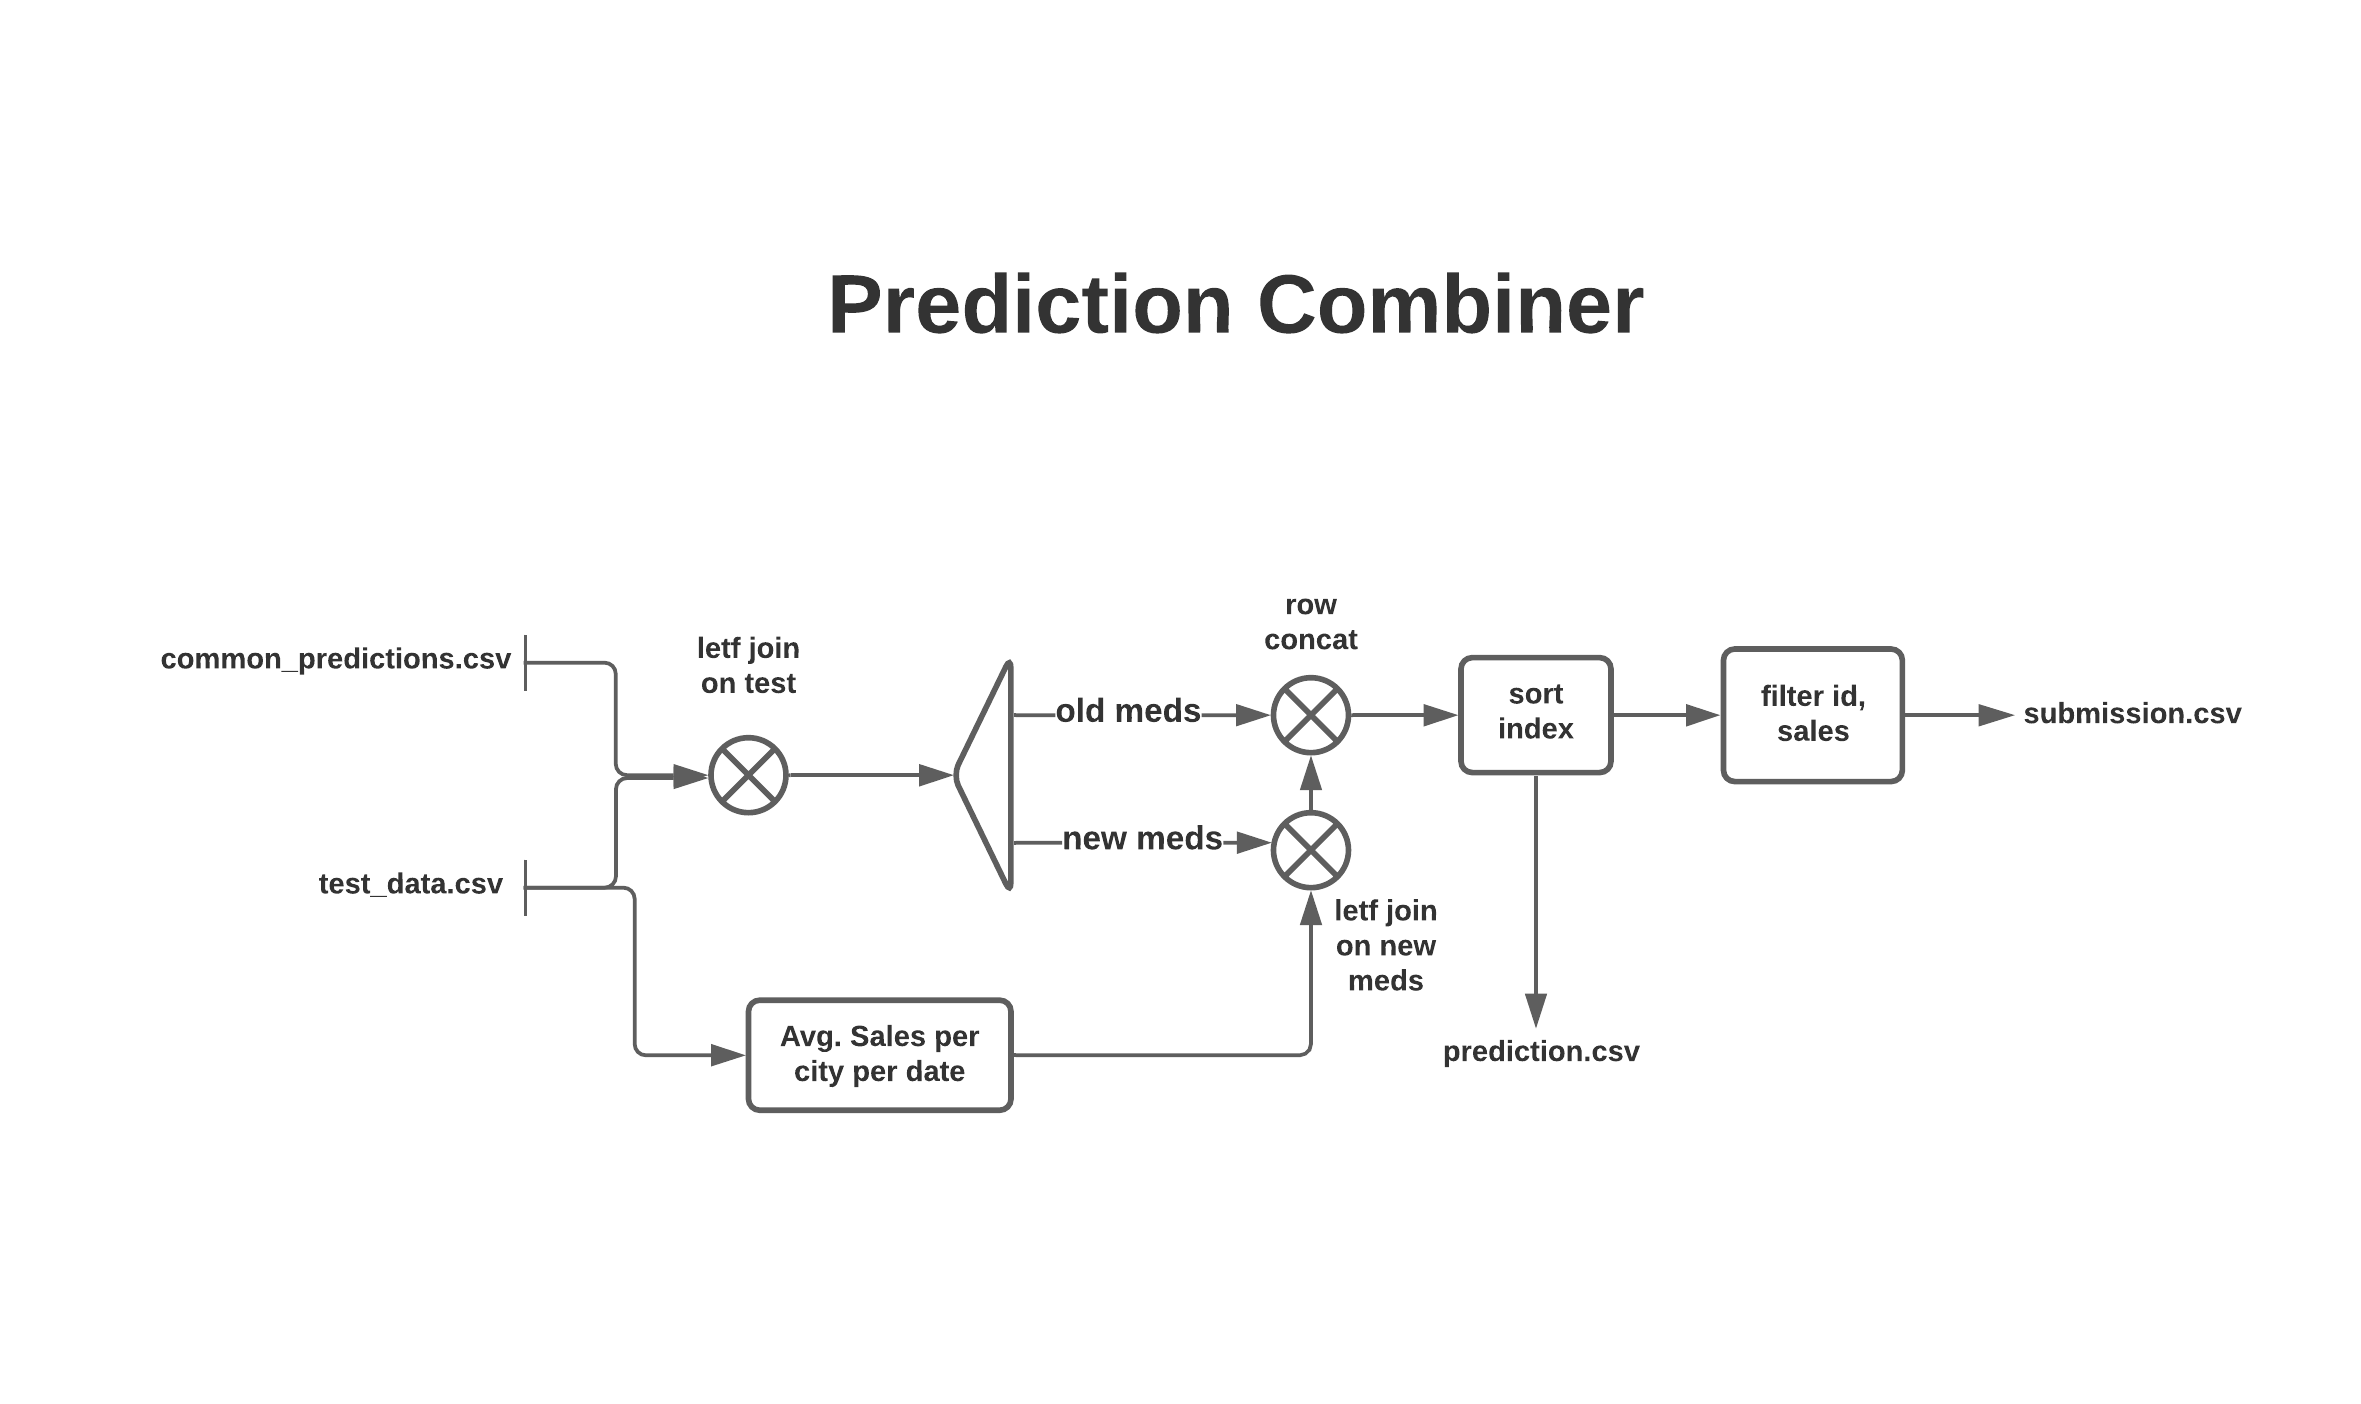 Prediction Combiner
common_predictions.csv
test_data.csv
letf join
on test
old meds
new meds
row
concat
letf join
on new
meds
Avg. Sales per
city per date
sort
index
prediction.csv
filter id,
sales
submission.csv